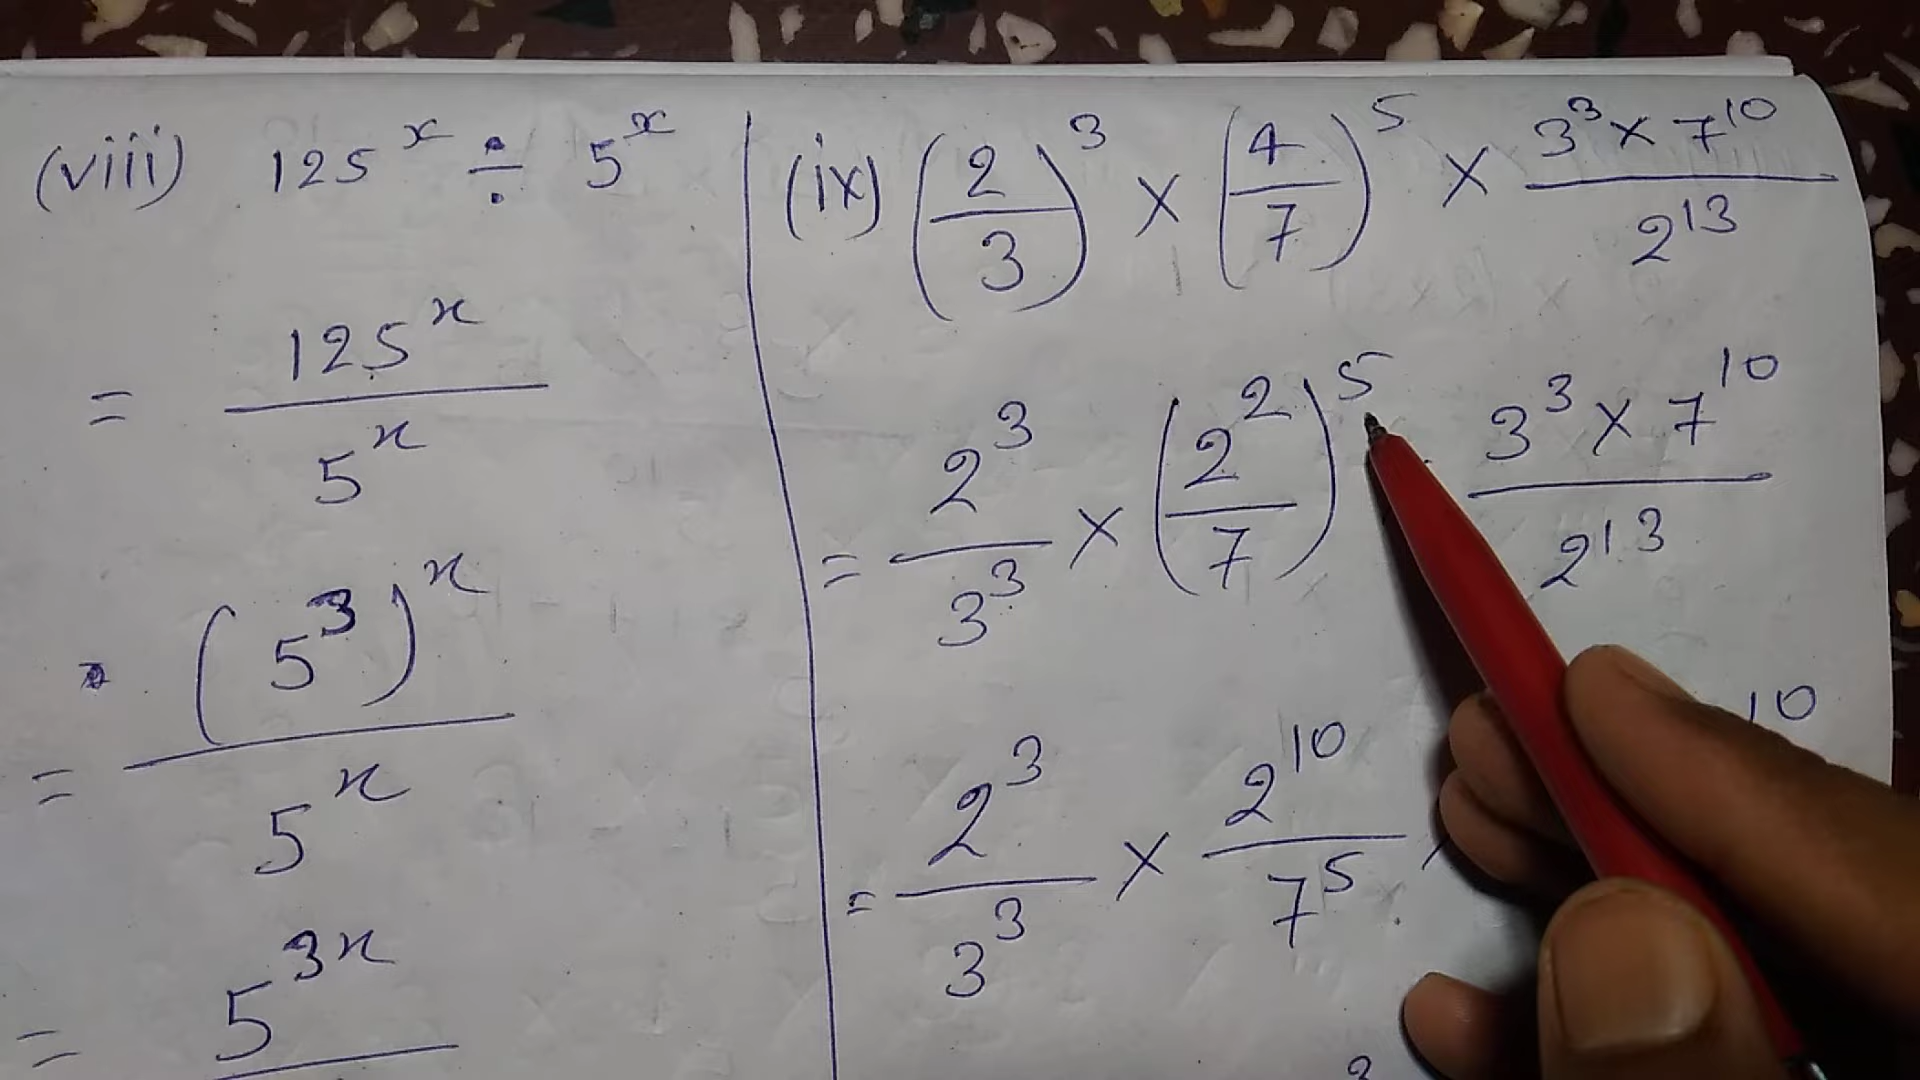 (viii) 125^x ÷ 5^x
= 125^x / 5^x
= (5^3)^x / 5^x
= 5^3x
(ix) (2/3)^3 × (4/7)^5 × 3^3 × 7^10 / 2^13
= 2^3 / 3^3 × (2^2 / 7)^5 3^3 × 7^10 / 2^13
= 2^3 / 3^3 × 2^10 / 7^5 10